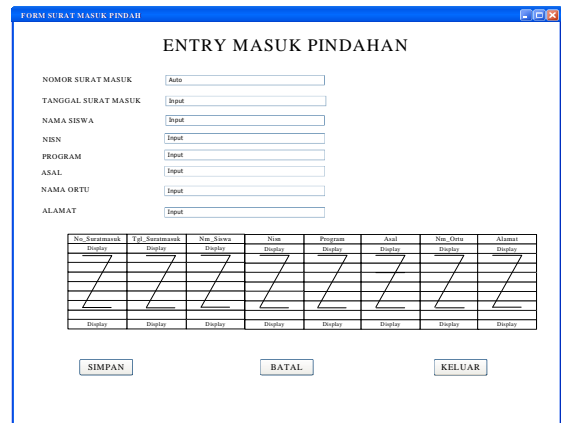 FORM SURAT MASUK PINDAH
ENTRY MASUK PINDAHAN
NOMOR SURAT MASUK Auto
TANGGAL SURAT MASUK Input
NAMA SISWA Input
NISN Input
PROGRAM Input
ASAL Input
NAMA ORTU Input
ALAMAT Input
No_Suratmasuk Tgl_Suratmasuk Nm_Siswa Nisn Program Asal Nm_Ortu Alamat
Display Display Display Display Display Display Display Display
Display Display Display Display Display Display Display Display
SIMPAN BATAL KELUAR